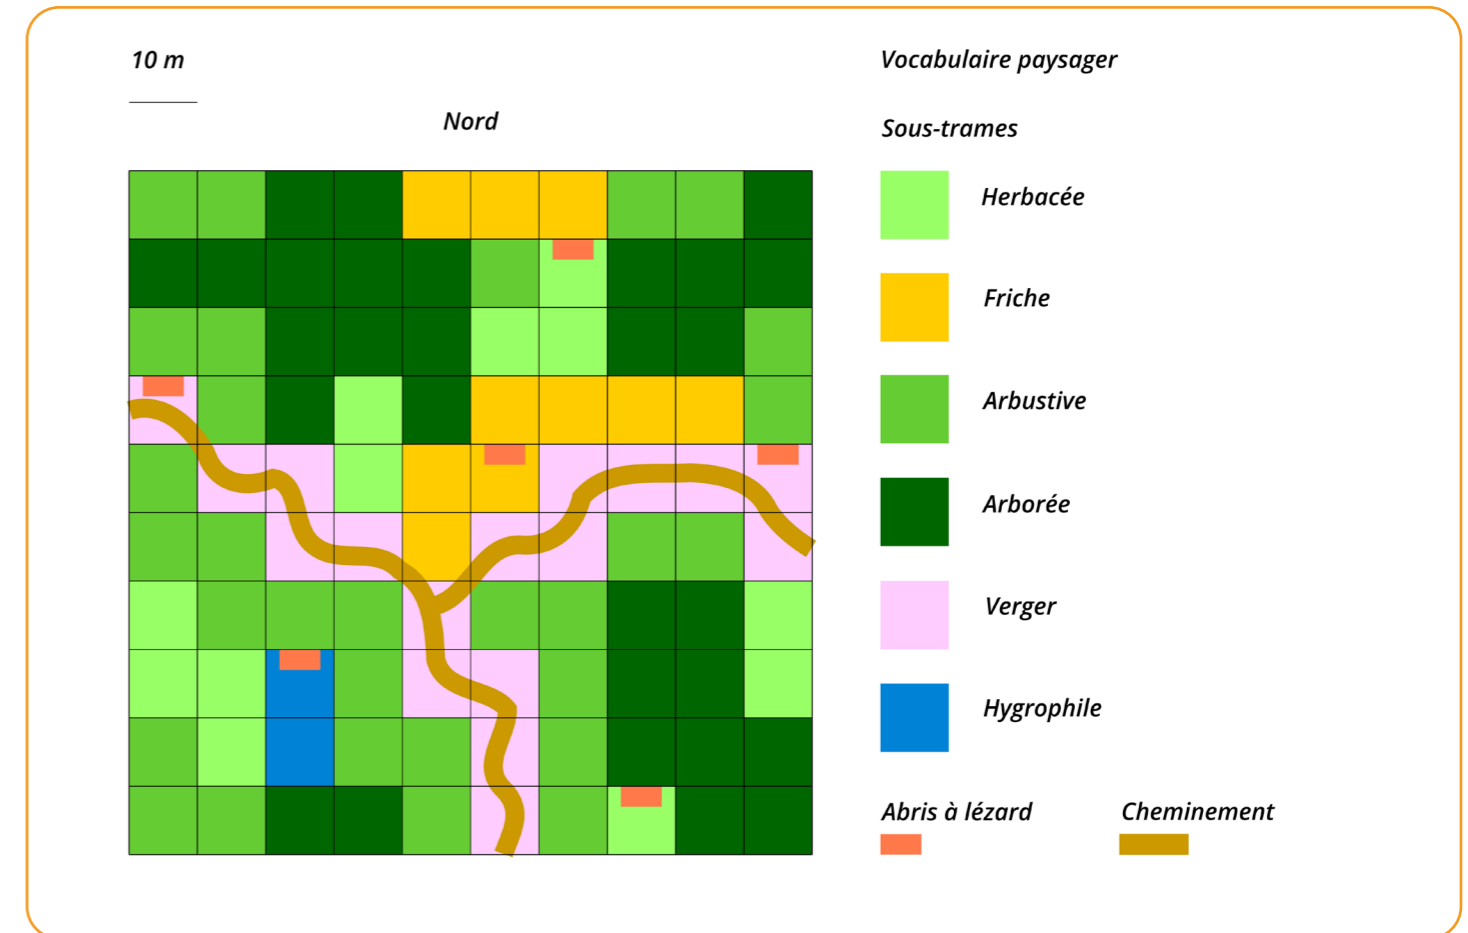 10 m
Nord
Vocabulaire paysager
Sous-trames
Herbacée
Friche
Arbustive
Arborée
Verger
Hygrophile
Abris à lézard
Cheminement